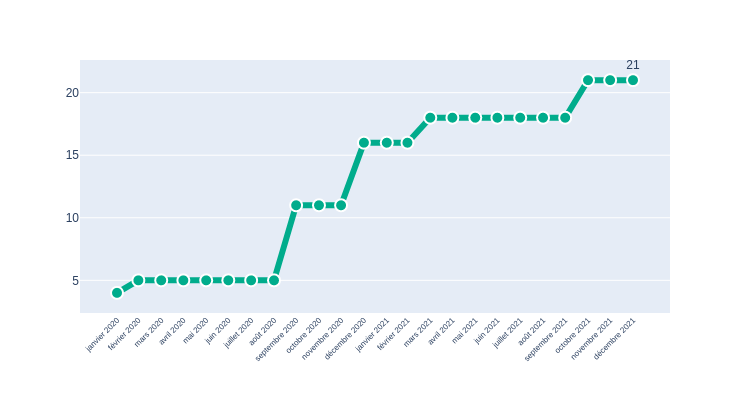 21
20
15
10
5
janvier 2020
février 2020
mars 2020
avril 2020
mai 2020
juin 2020
juillet 2020
août 2020
septembre 2020
octobre 2020
novembre 2020
décembre 2020
janvier 2021
février 2021
mars 2021
avril 2021
mai 2021
juin 2021
juillet 2021
août 2021
septembre 2021
octobre 2021
novembre 2021
décembre 2021